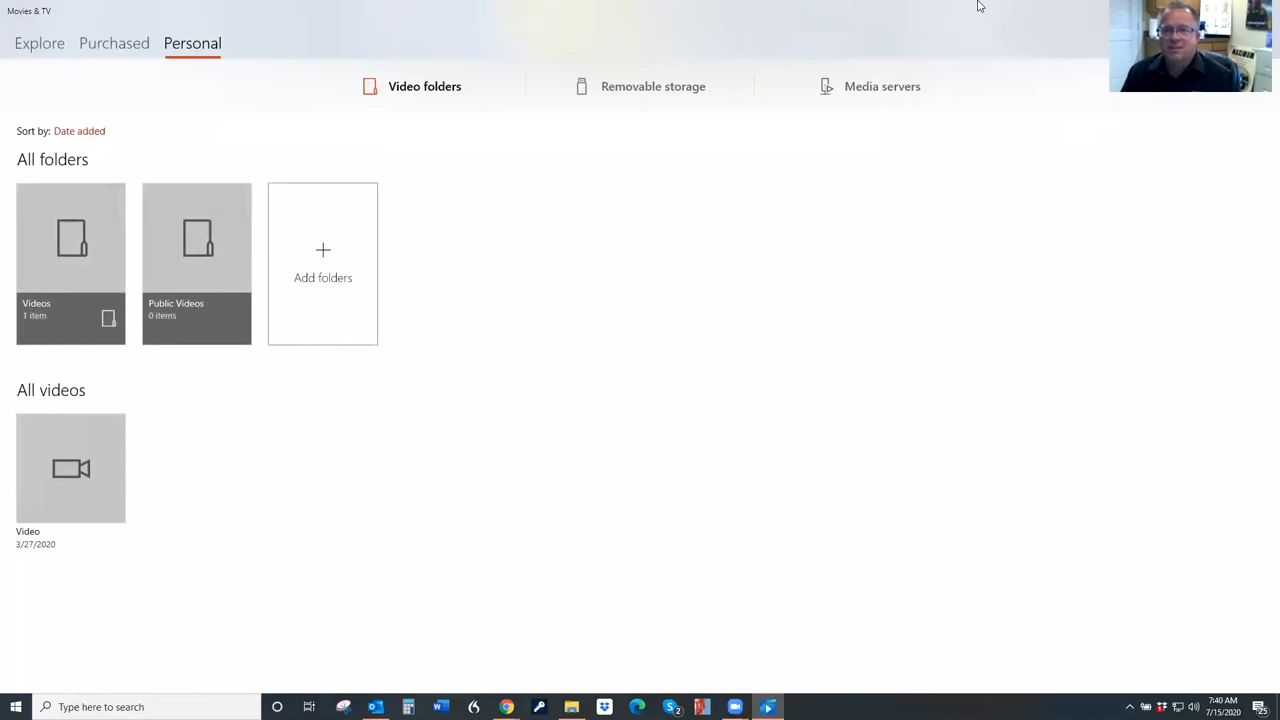 Movies & TV
Explore Purchased Personal
Video folders Removable storage Media servers
Sort by: Date added
All folders
Videos
1 item
Public Videos
0 items
Add folders
All videos
Video
3/27/2020
Type here to search
2
7:40 AM
7/15/2020
25